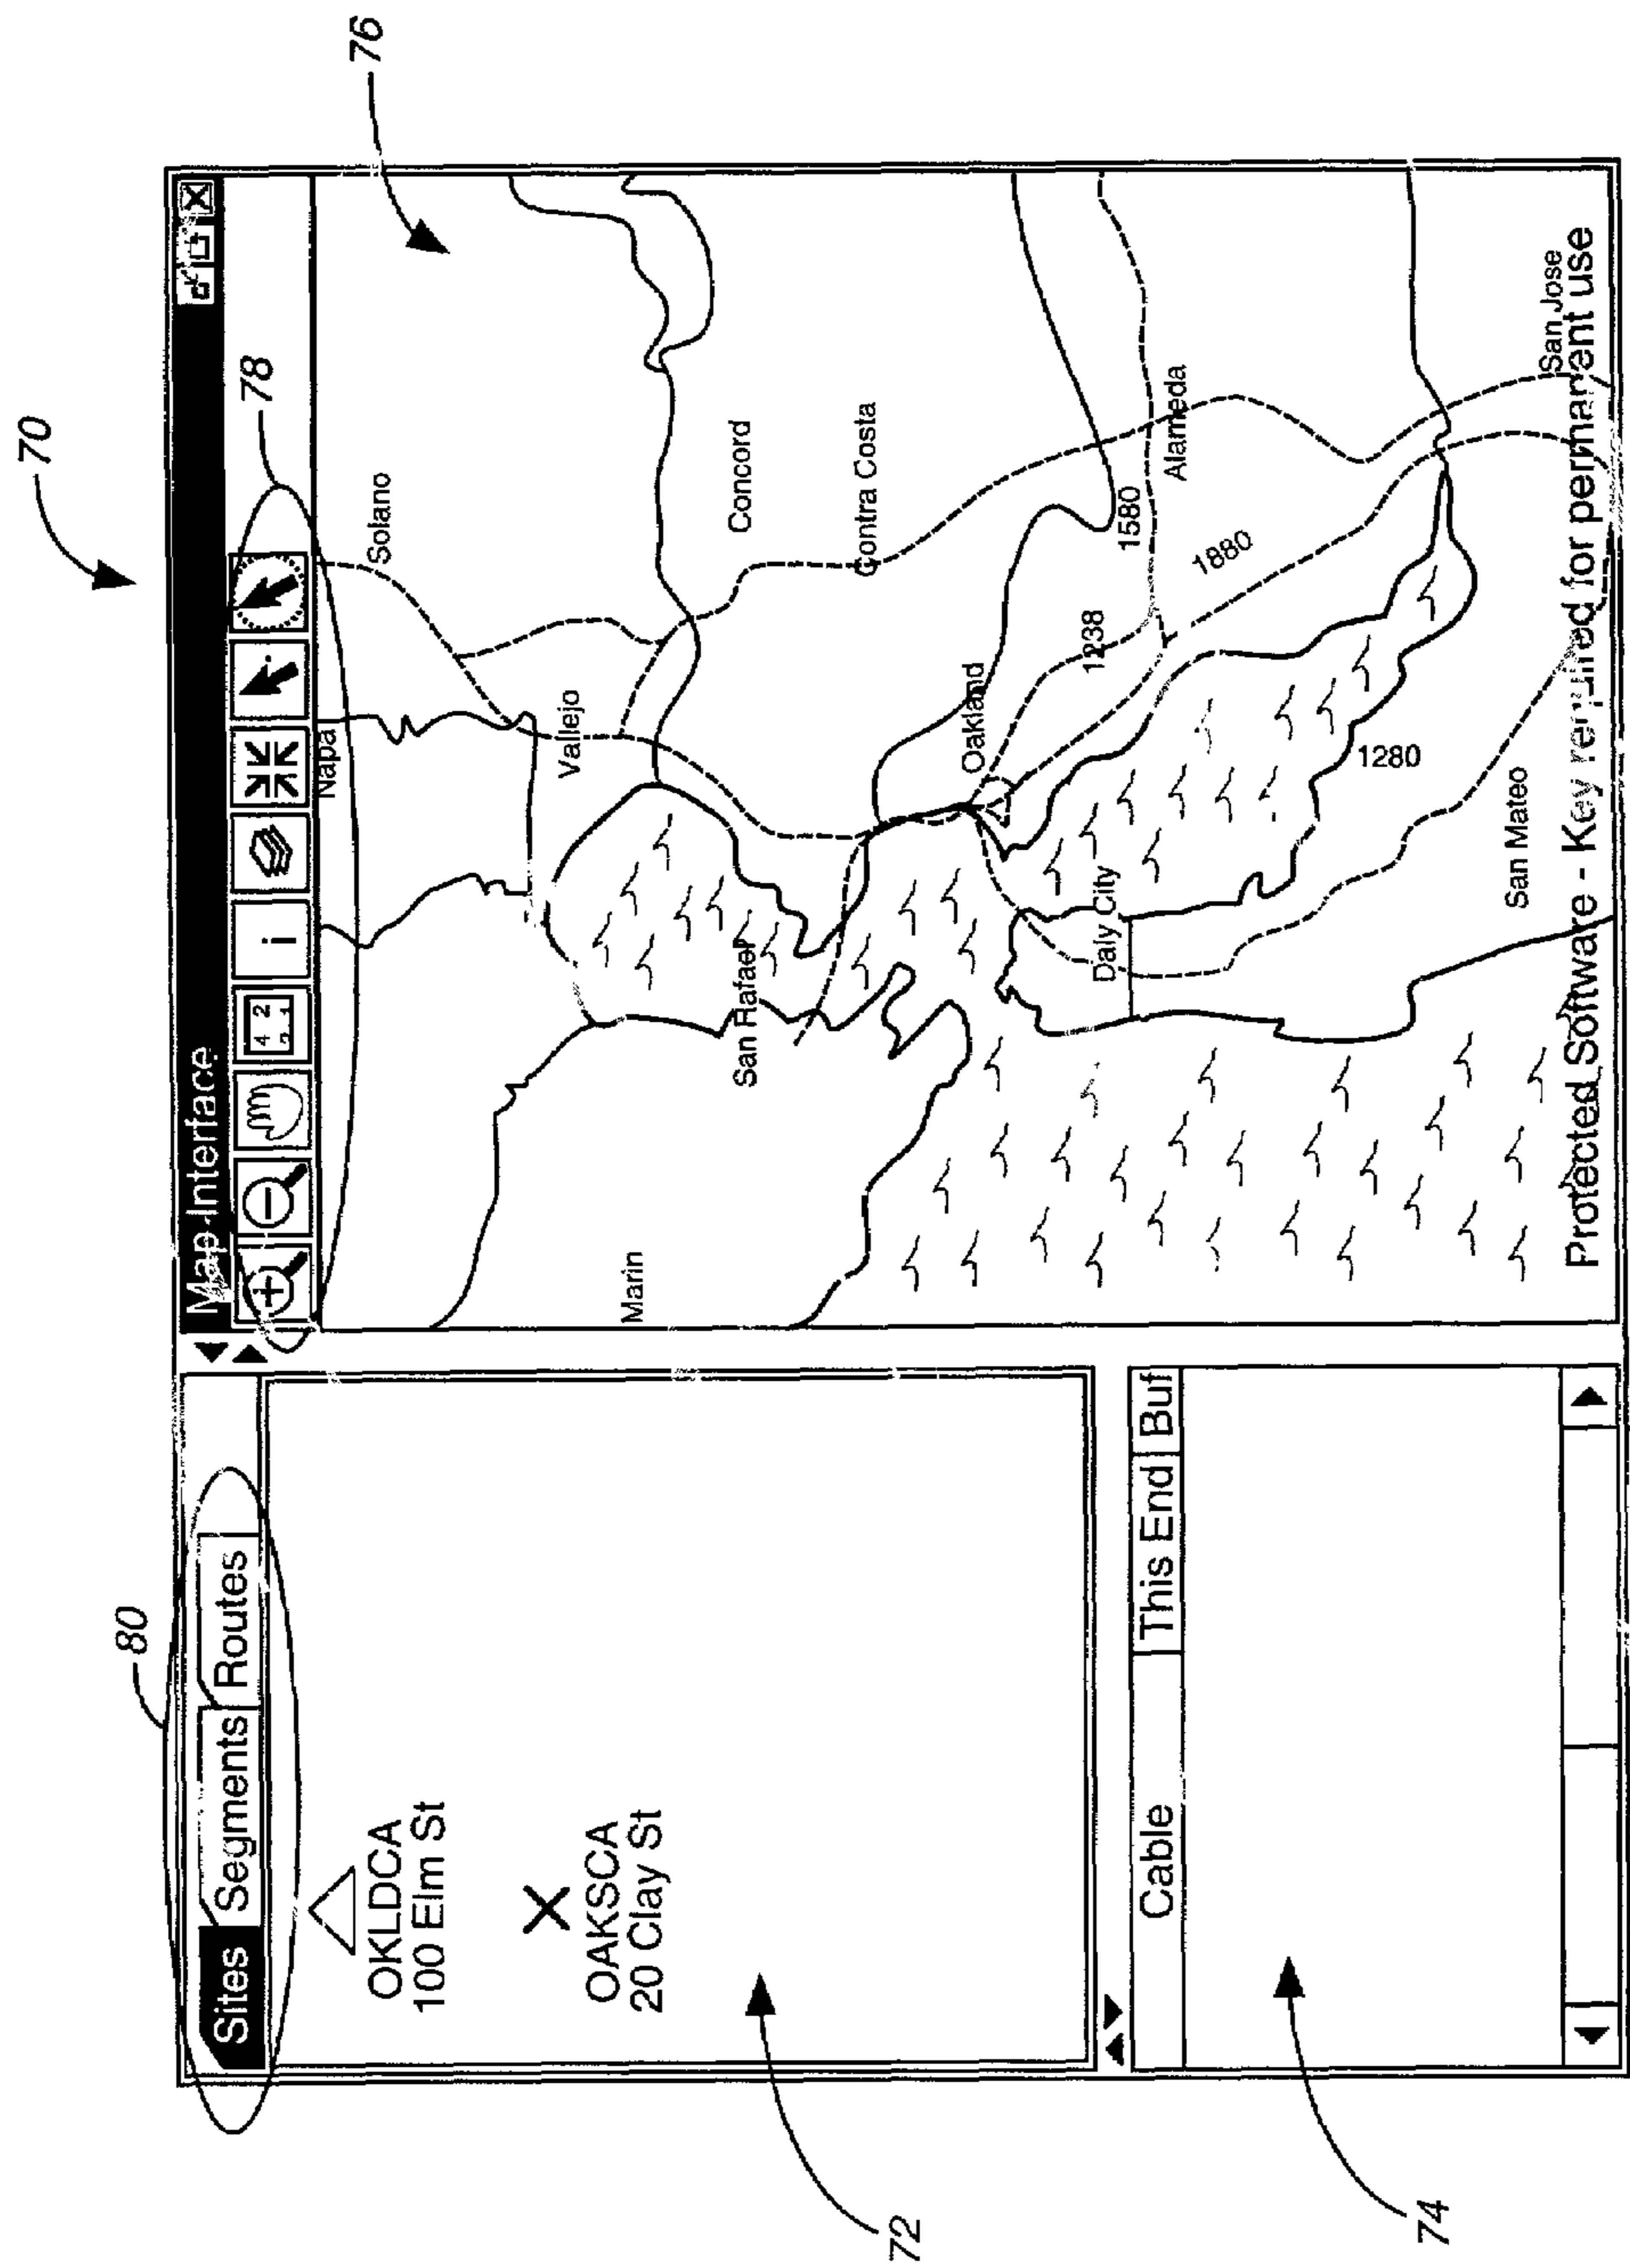 70
80
Map Interface
Sites
Segments
Routes
78
i
76
Napa
Solano
OKLDCA
100 Elm St
Vallejo
Marin
OAKSCA
20 Clay St
San Rafael
Concord
Contra Costa
72
Oakland
1238
1580
Daly City
Alameda
1880
Cable
This End
Buf
1280
74
San Mateo
San Jose
Protected Software - Key required for permanent use